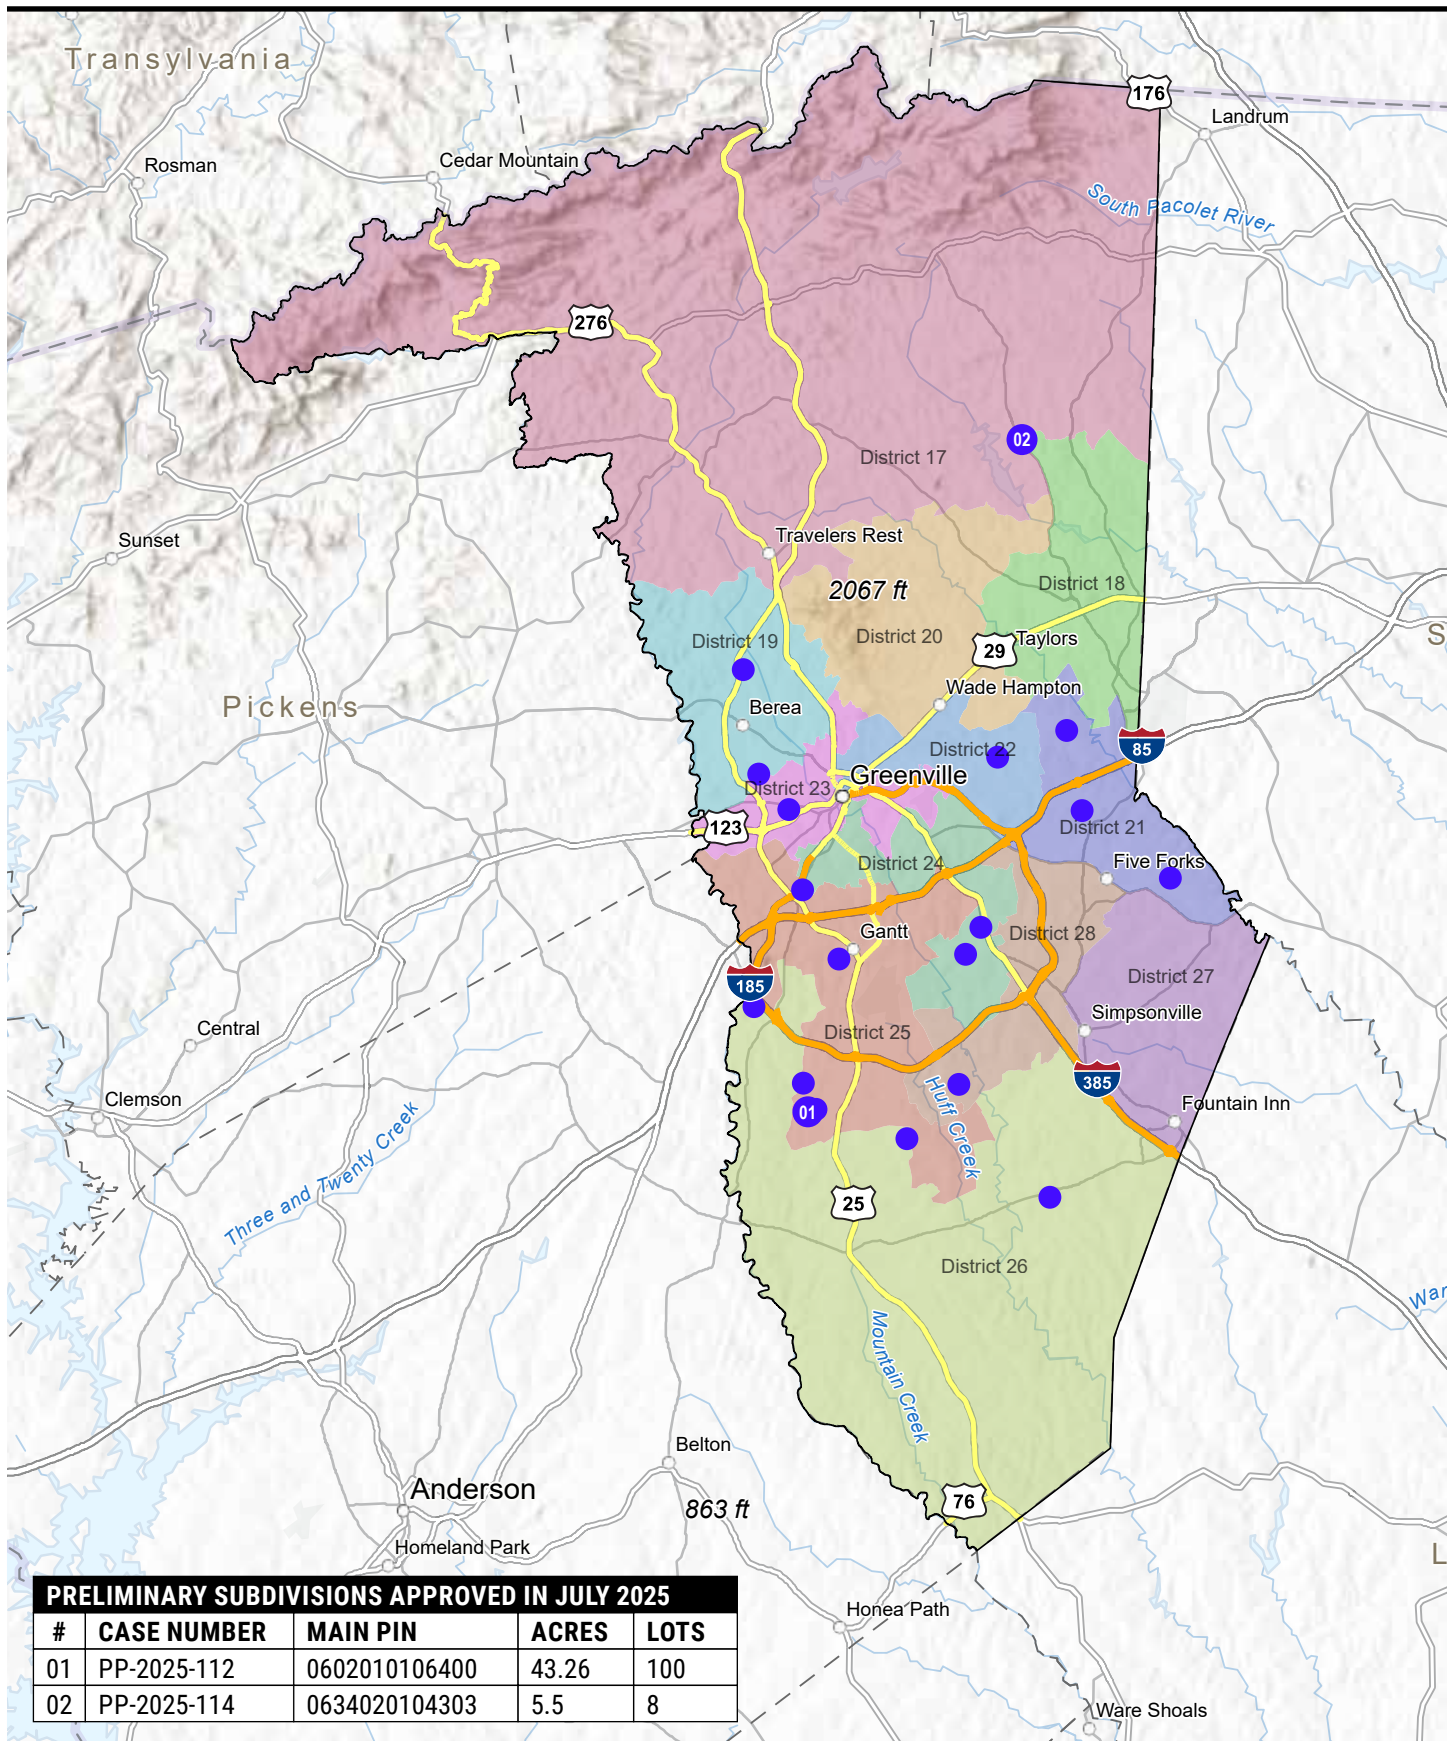 Transylvania
176
Landrum
Rosman
Cedar Mountain
South Pacolet River
276
02
District 17
Sunset
Travelers Rest
District 18
2067 ft
District 20
District 19
29
Taylors
S
Wade Hampton
Pickens
Berea
District 22
85
Greenville
District 23
123
District 21
District 24
Five Forks
Gantt
District 28
District 27
185
Central
District 25
Simpsonville
385
Clemson
01
Huff Creek
Fountain Inn
Three and Twenty Creek
25
District 26
War
Mountain Creek
Belton
Anderson
76
863 ft
Homeland Park
L
PRELIMINARY SUBDIVISIONS APPROVED IN JULY 2025
# CASE NUMBER MAIN PIN ACRES LOTS
01 PP-2025-112 0602010106400 43.26 100
02 PP-2025-114 0634020104303 5.5 8
Honea Path
Ware Shoals